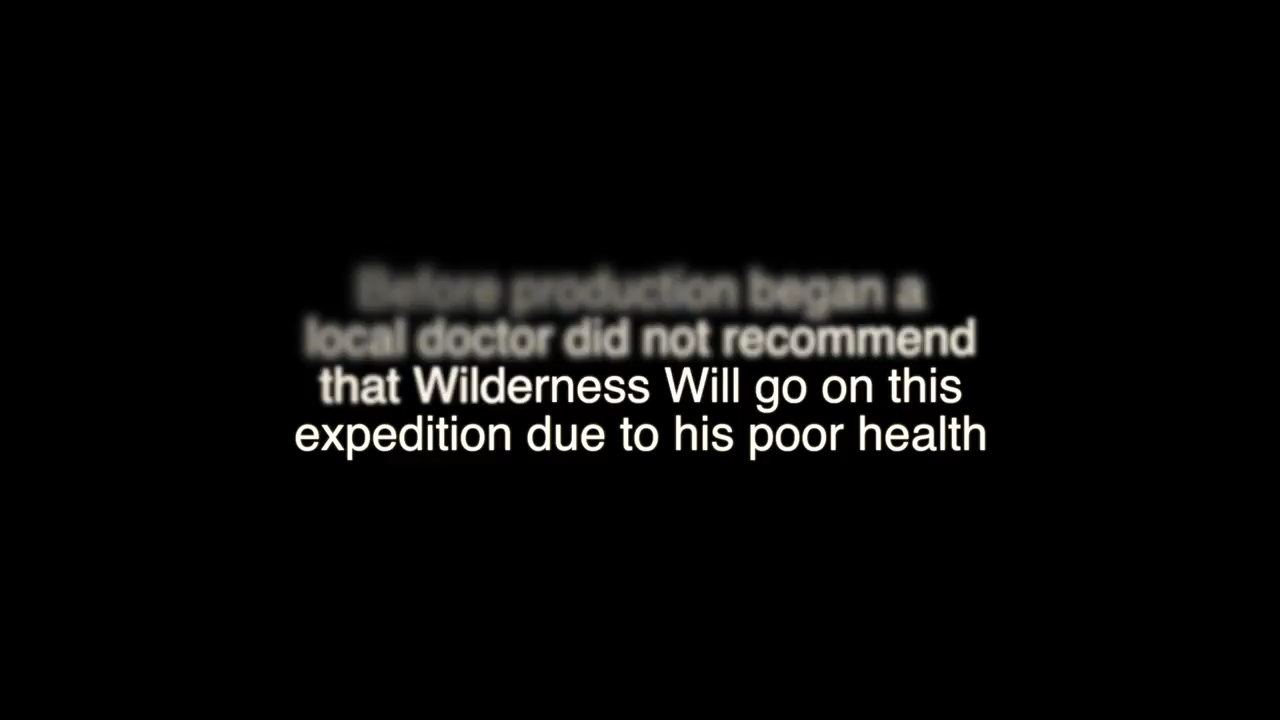 Before production began a
local doctor did not recommend
that Wilderness Will go on this
expedition due to his poor health